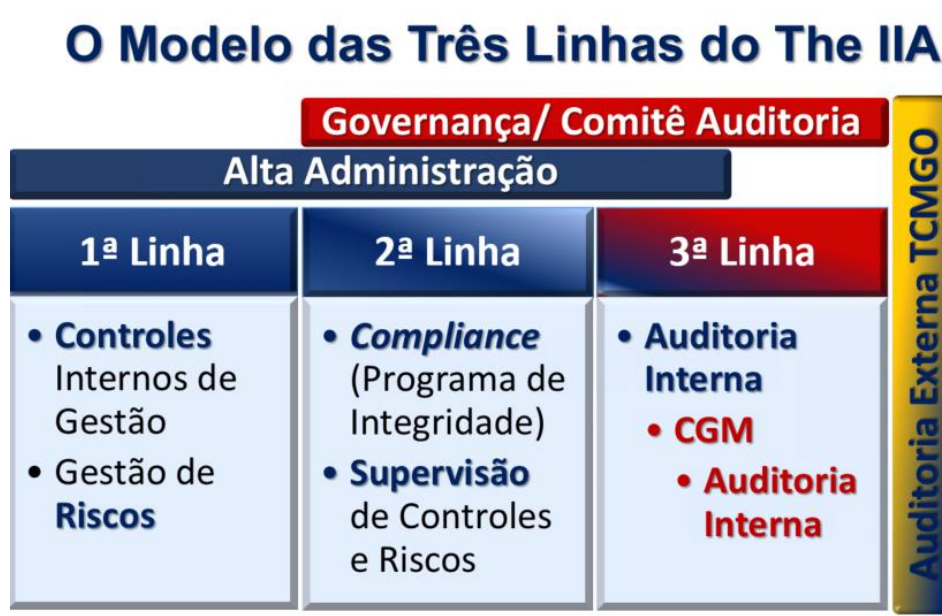 O Modelo das Três Linhas do The IIA
Governança/ Comitê Auditoria
Alta Administração
1ª Linha
• Controles
Internos de
Gestão
• Gestão de
Riscos
2ª Linha
• Compliance
(Programa de
Integridade)
• Supervisão
de Controles
e Riscos
3ª Linha
• Auditoria
Interna
• CGM
• Auditoria
Interna
Auditoria Externa TCMGO